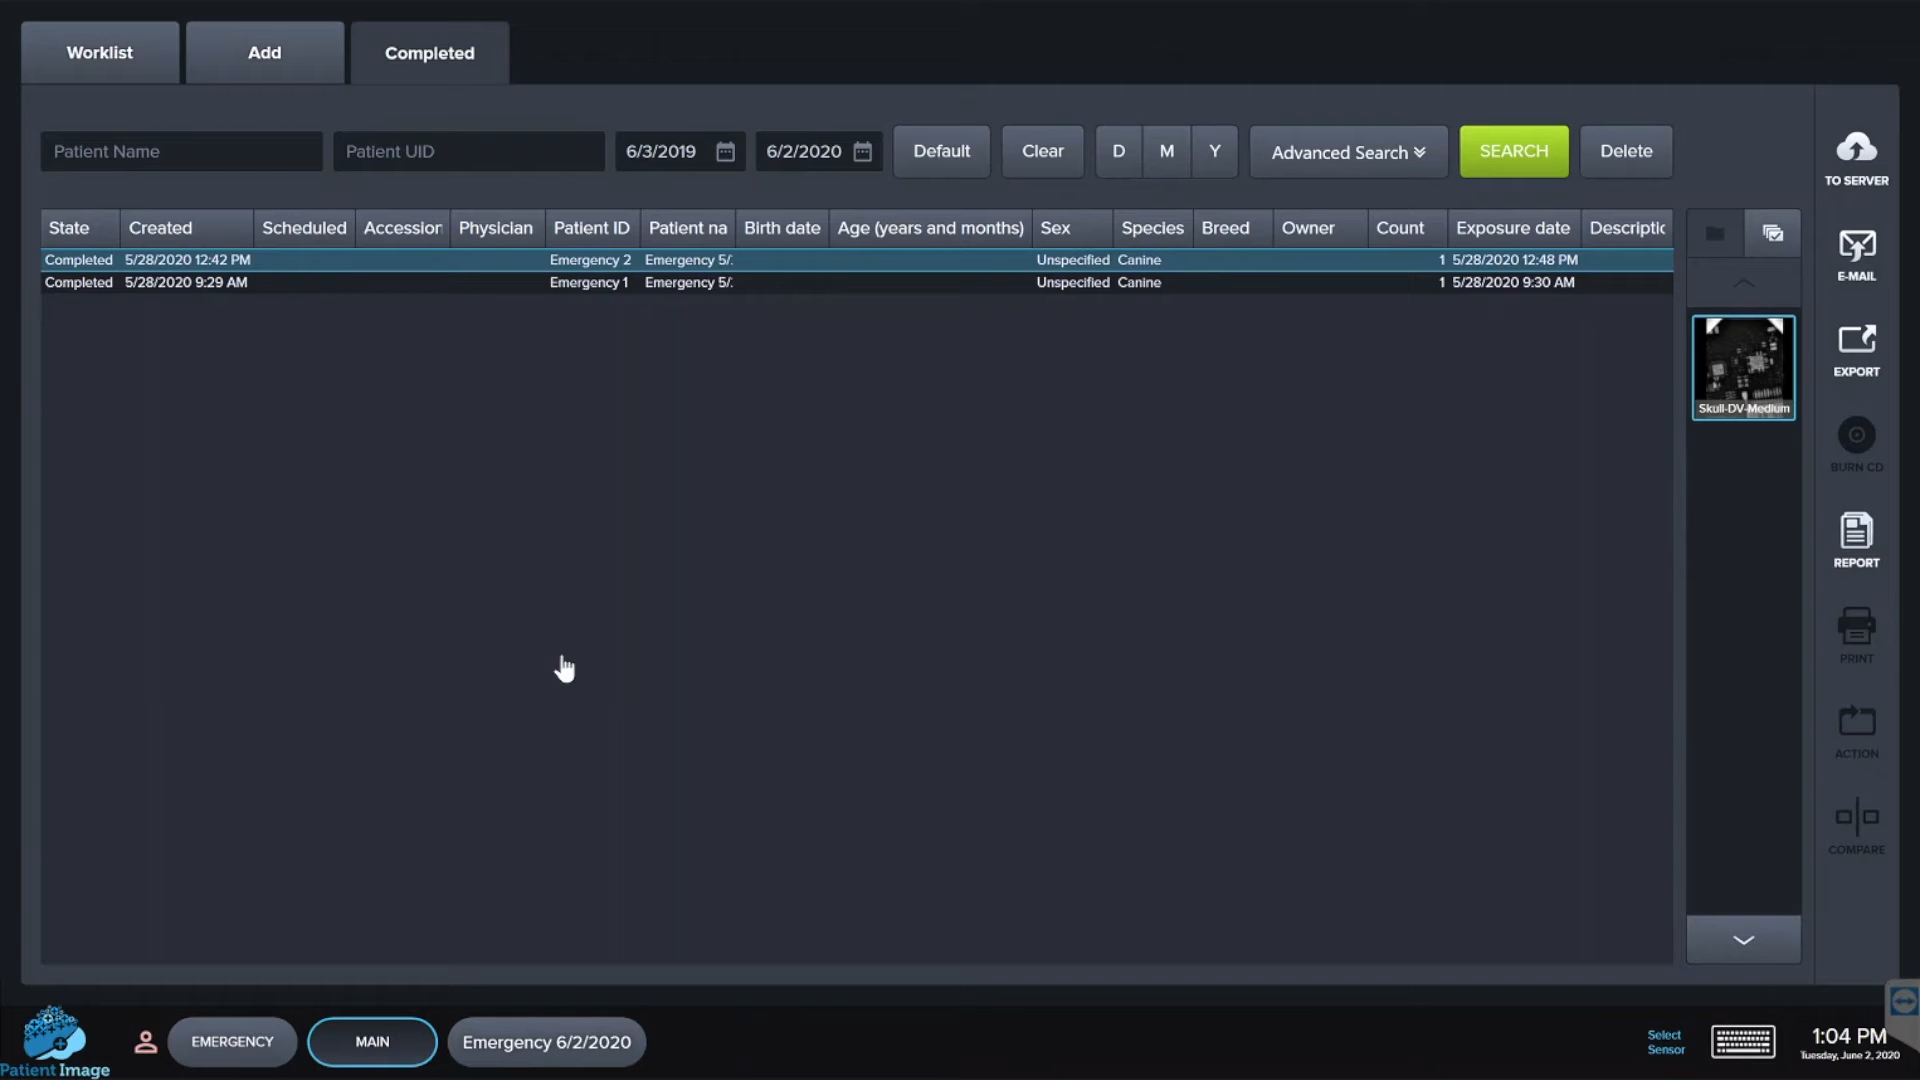 Worklist
Add
Completed
Patient Name
Patient UID
6/3/2019
6/2/2020
Default
Clear
D
M
Y
Advanced Search
SEARCH
Delete
TO SERVER
State Created Scheduled Accession Physician Patient ID Patient na Birth date Age (years and months) Sex Species Breed Owner Count Exposure date Descriptic
Completed 5/28/2020 12:42 PM Emergency 2 Emergency 5/: Unspecified Canine 1 5/28/2020 12:48 PM
Completed 5/28/2020 9:29 AM Emergency 1 Emergency 5/: Unspecified Canine 1 5/28/2020 9:30 AM
E-MAIL
EXPORT
Skull-DV-Medium
BURN CD
REPORT
PRINT
ACTION
COMPARE
Patient Image
EMERGENCY
MAIN
Emergency 6/2/2020
Select
Sensor
1:04 PM
Tuesday, June 2, 2020